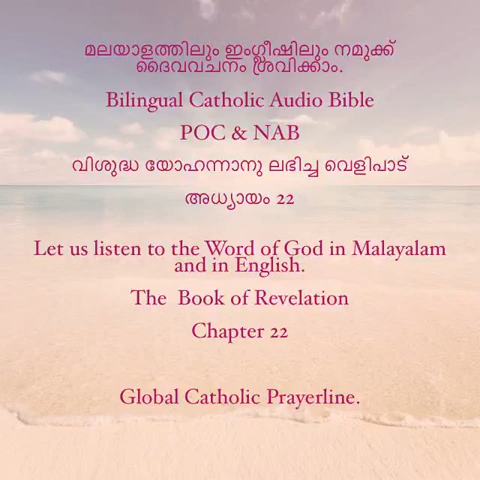 മലയാളത്തിലും ഇംഗ്ലീഷിലും നമുക്ക്
ദൈവവചനം ശ്രവിക്കാം.
Bilingual Catholic Audio Bible
POC & NAB
വിശുദ്ധ യോഹന്നാനു ലഭിച്ച വെളിപാട്
അധ്യായം 22
Let us listen to the Word of God in Malayalam
and in English.
The Book of Revelation
Chapter 22
Global Catholic Prayerline.